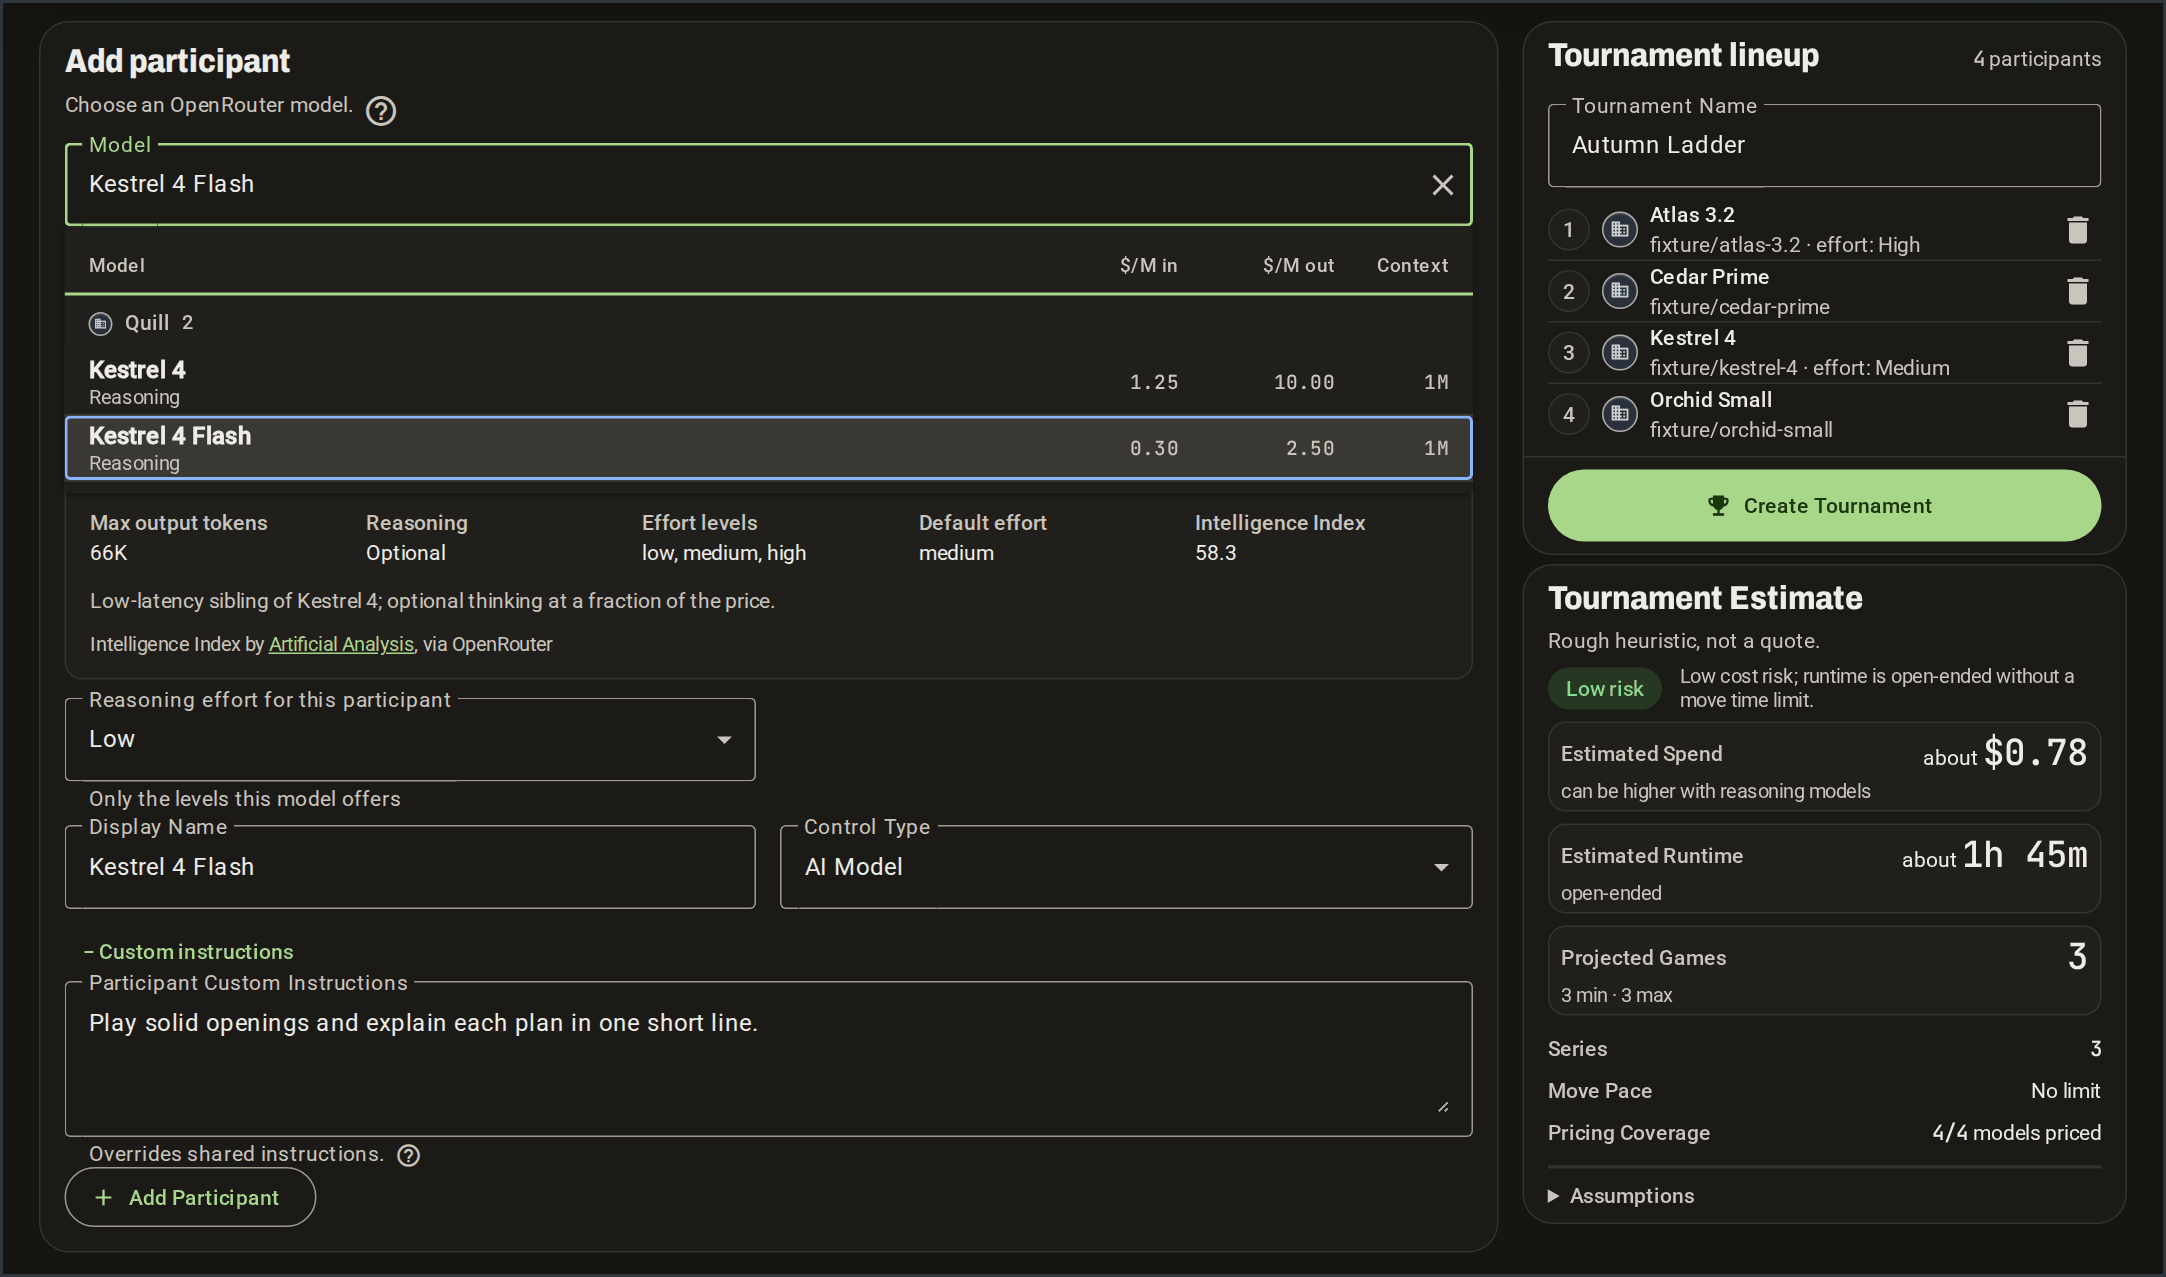 Add participant
Choose an OpenRouter model.
Model
Kestrel 4 Flash
Model $/M in $/M out Context
Quill 2
Kestrel 4
Reasoning
1.25 10.00 1M
Kestrel 4 Flash
Reasoning
0.30 2.50 1M
Max output tokens
66K
Reasoning
Optional
Effort levels
low, medium, high
Default effort
medium
Intelligence Index
58.3
Low-latency sibling of Kestrel 4; optional thinking at a fraction of the price.
Intelligence Index by Artificial Analysis, via OpenRouter
Reasoning effort for this participant
Low
Only the levels this model offers
Display Name
Kestrel 4 Flash
Control Type
AI Model
– Custom instructions
Participant Custom Instructions
Play solid openings and explain each plan in one short line.
Overrides shared instructions.
+ Add Participant
Tournament lineup
4 participants
Tournament Name
Autumn Ladder
1
Atlas 3.2
fixture/atlas-3.2 · effort: High
2
Cedar Prime
fixture/cedar-prime
3
Kestrel 4
fixture/kestrel-4 · effort: Medium
4
Orchid Small
fixture/orchid-small
Create Tournament
Tournament Estimate
Rough heuristic, not a quote.
Low risk
Low cost risk; runtime is open-ended without a
move time limit.
Estimated Spend
about $0.78
can be higher with reasoning models
Estimated Runtime
about 1h 45m
open-ended
Projected Games
3
3 min · 3 max
Series 3
Move Pace No limit
Pricing Coverage 4/4 models priced
Assumptions